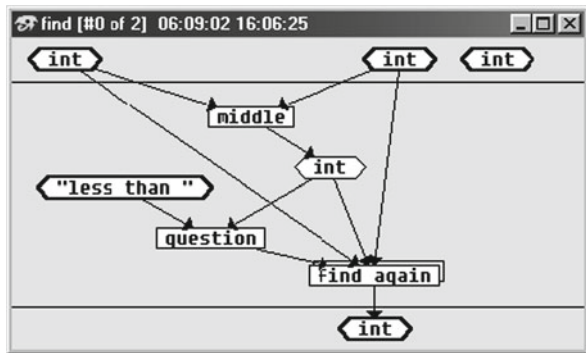 find [#0 of 2] 06:09:02 16:06:25
int int int
middle
int
"less than "
question
find again
int